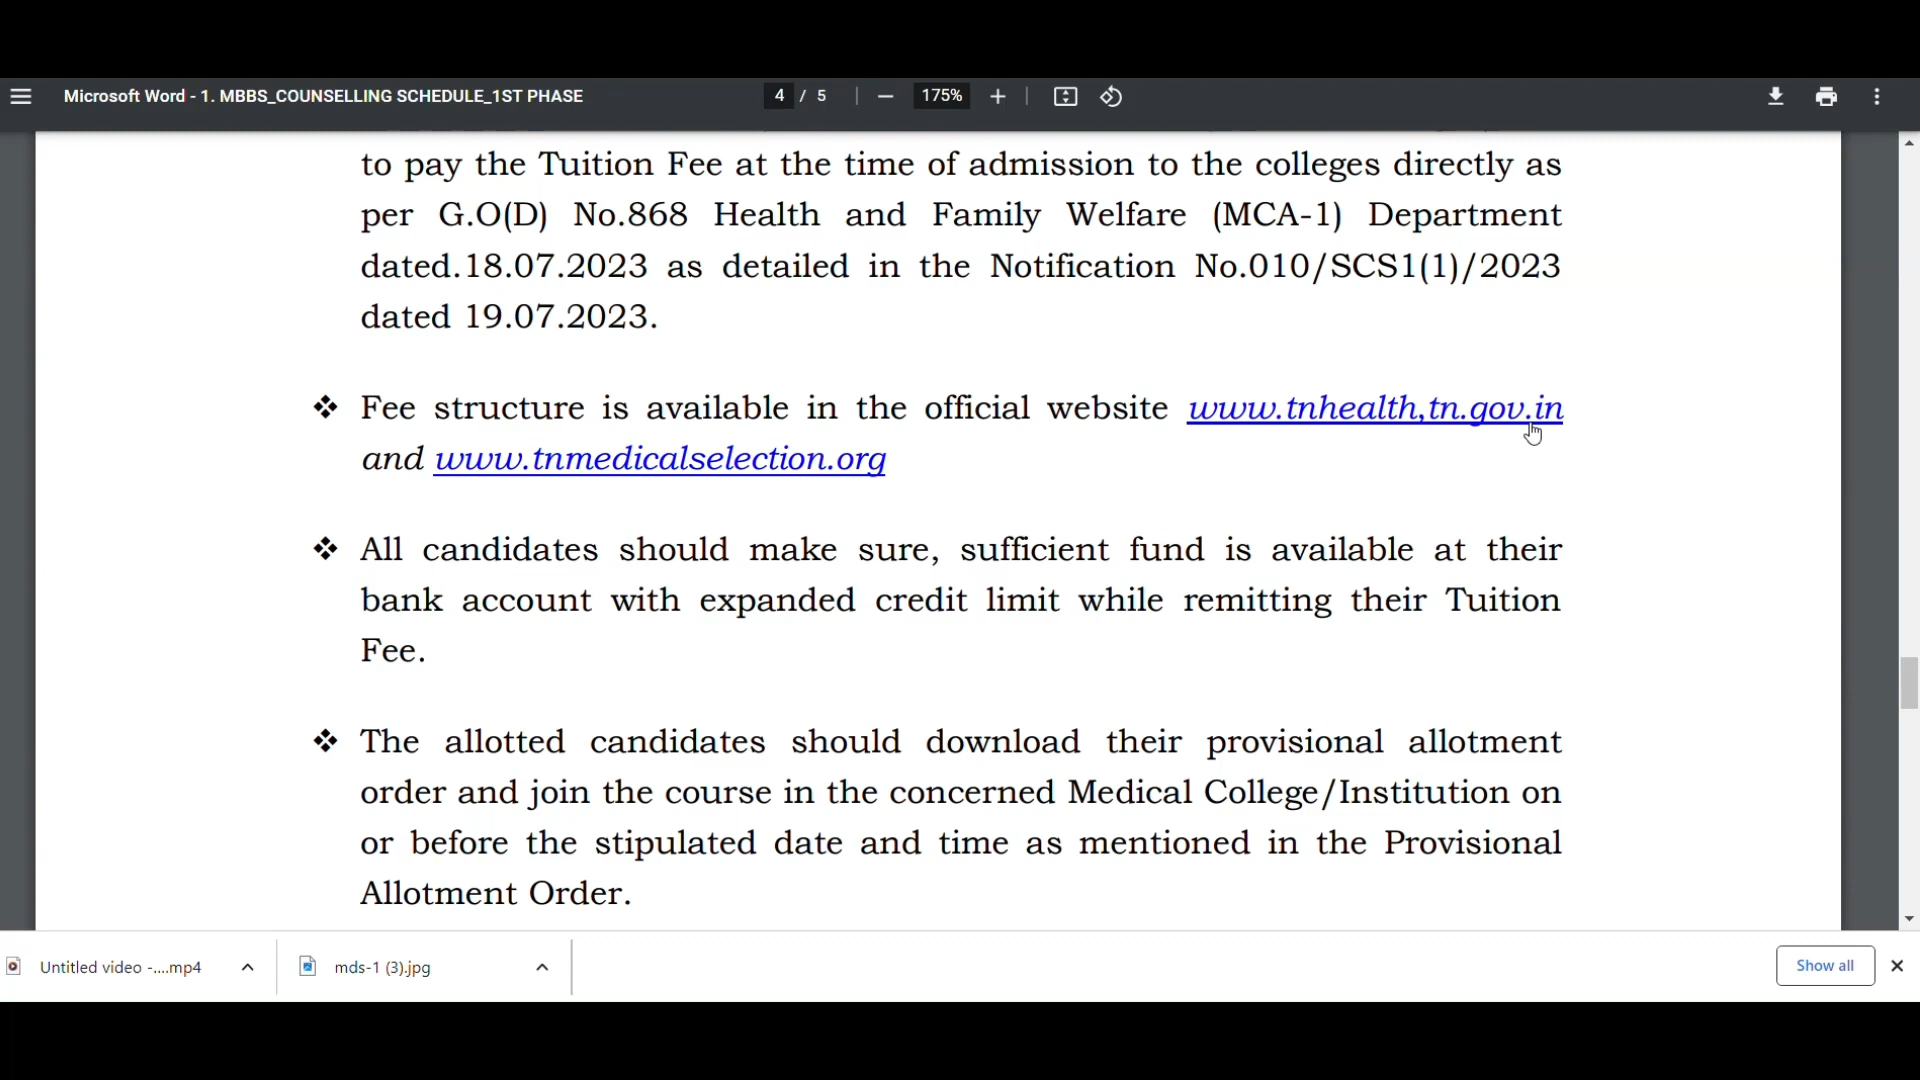 Microsoft Word - 1. MBBS_COUNSELLING SCHEDULE_1ST PHASE 4 / 5 175%
to pay the Tuition Fee at the time of admission to the colleges directly as
per G.O(D) No.868 Health and Family Welfare (MCA-1) Department
dated.18.07.2023 as detailed in the Notification No.010/SCS1(1)/2023
dated 19.07.2023.
❖ Fee structure is available in the official website www.tnhealth,tn.gov.in
and www.tnmedicalselection.org
❖ All candidates should make sure, sufficient fund is available at their
bank account with expanded credit limit while remitting their Tuition
Fee.
❖ The allotted candidates should download their provisional allotment
order and join the course in the concerned Medical College/Institution on
or before the stipulated date and time as mentioned in the Provisional
Allotment Order.
Untitled video -....mp4 mds-1 (3).jpg Show all